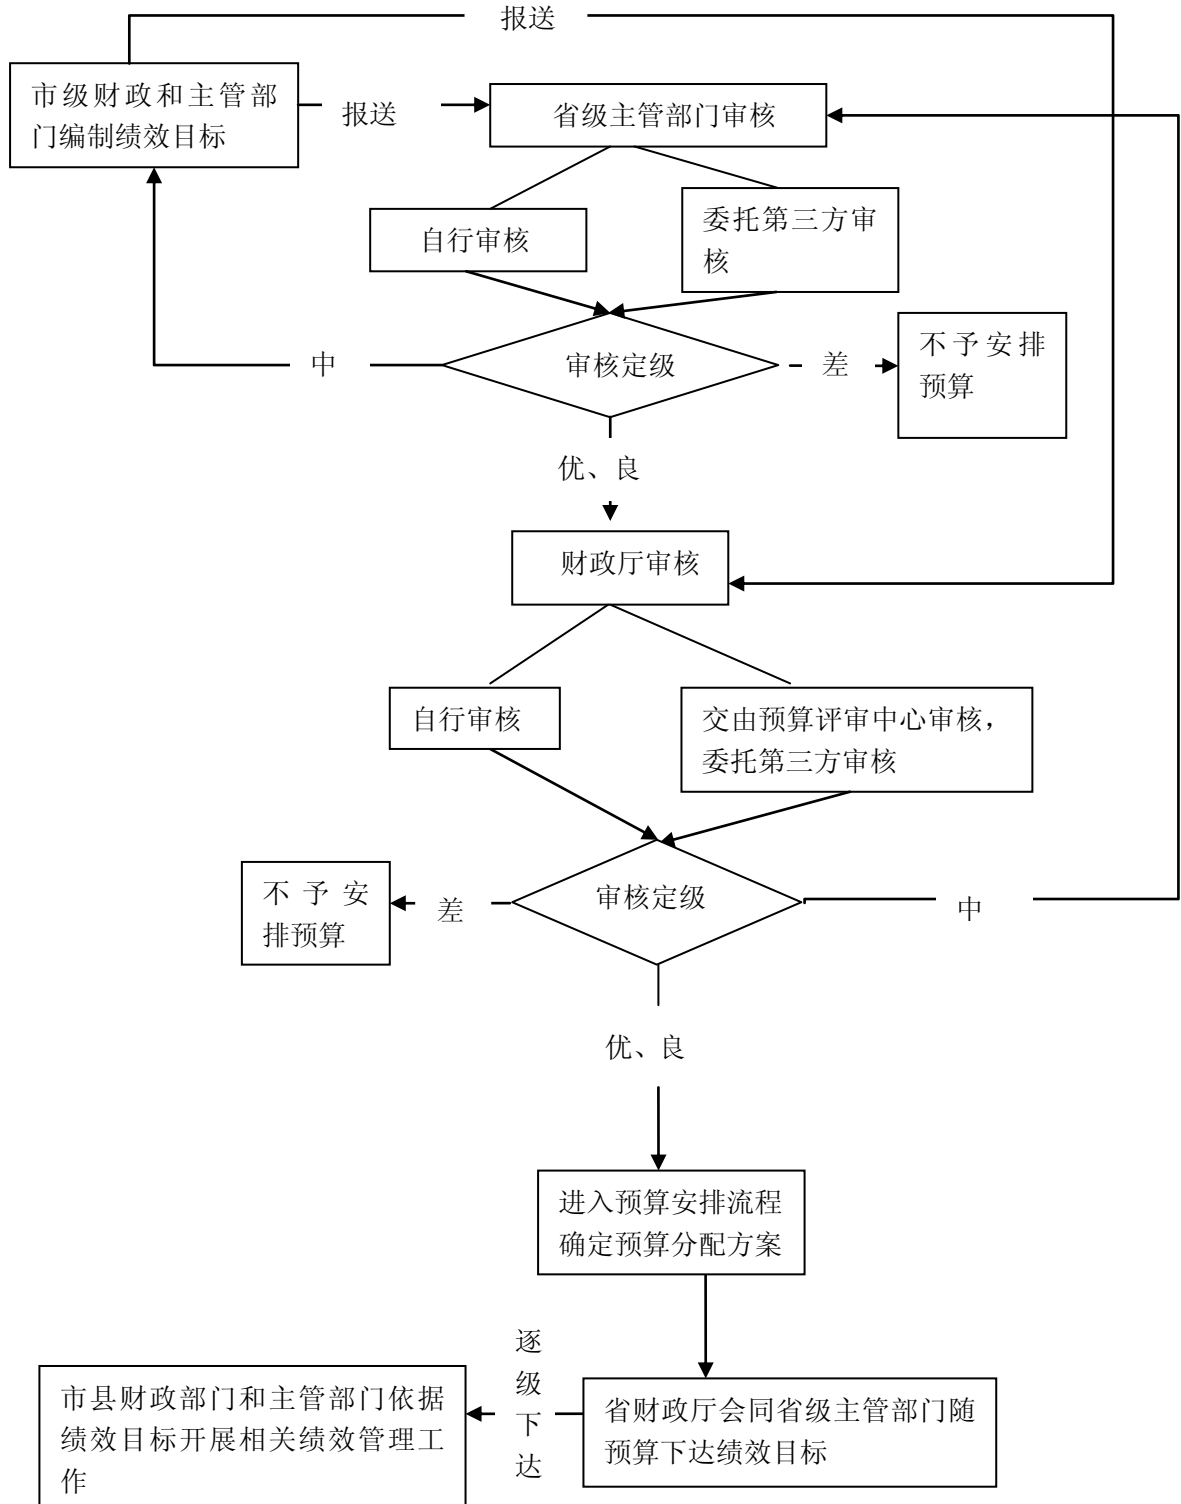 报送
市级财政和主管部
门编制绩效目标
报送
省级主管部门审核
自行审核
委托第三方审
核
中
审核定级
差
不予安排
预算
优、良
财政厅审核
自行审核
交由预算评审中心审核，
委托第三方审核
不予安
排预算
差
审核定级
中
优、良
进入预算安排流程
确定预算分配方案
逐
级
下
达
市县财政部门和主管部门依据
绩效目标开展相关绩效管理工
作
省财政厅会同省级主管部门随
预算下达绩效目标